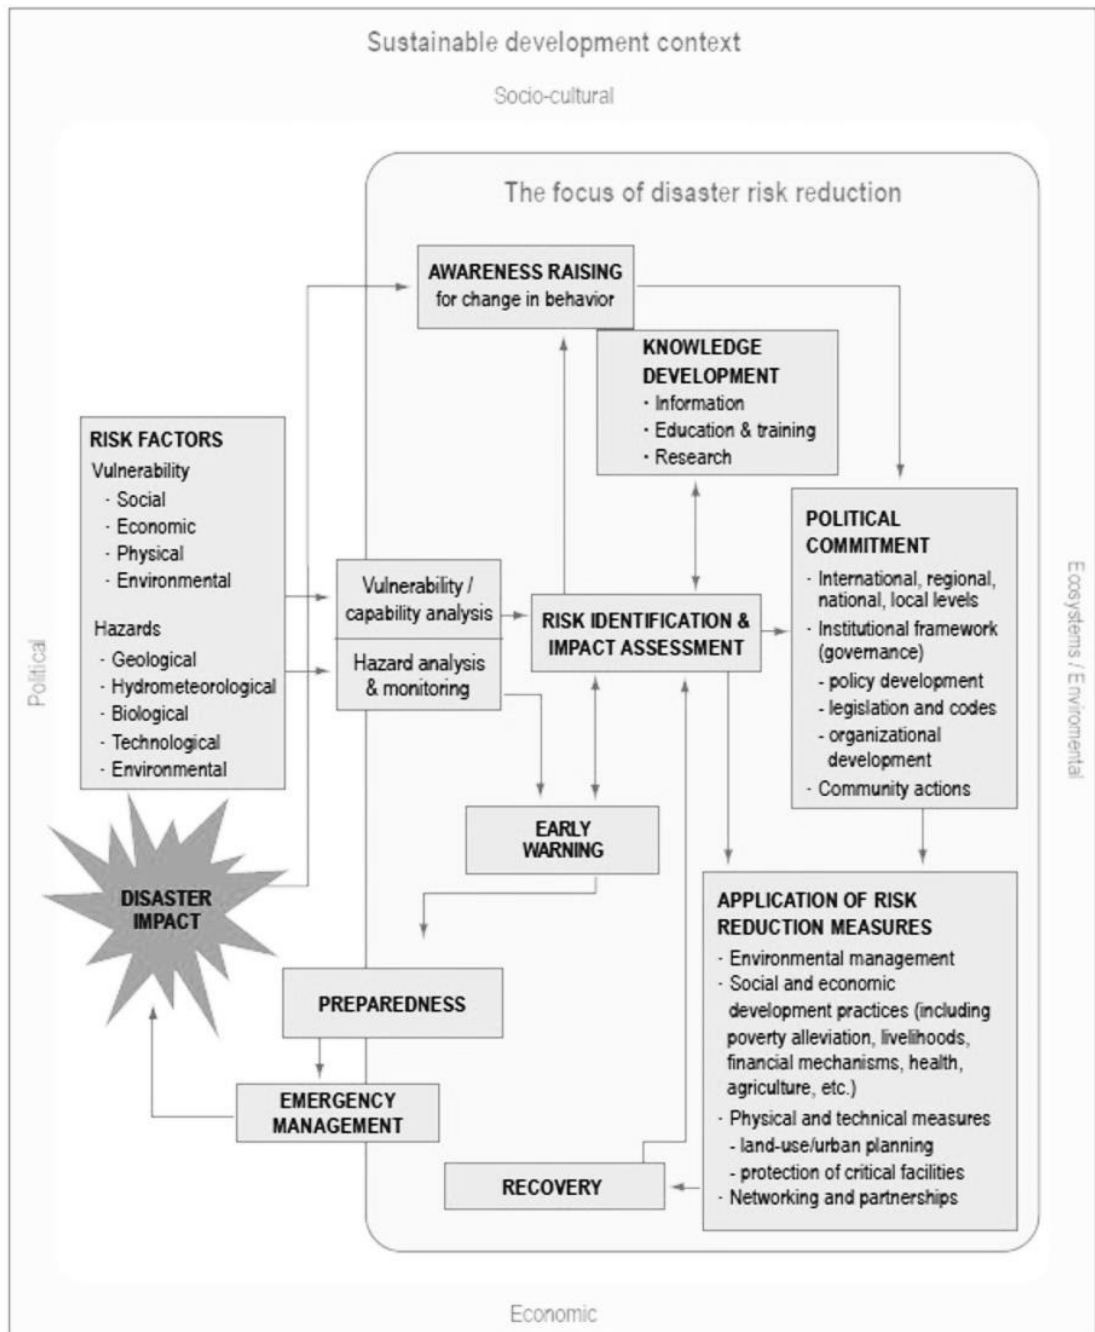 Sustainable development context
Socio-cultural
The focus of disaster risk reduction
AWARENESS RAISING
for change in behavior
KNOWLEDGE
DEVELOPMENT
· Information
· Education & training
· Research
RISK FACTORS
Vulnerability
· Social
· Economic
· Physical
· Environmental
Hazards
· Geological
· Hydrometeorological
· Biological
· Technological
· Environmental
Vulnerability /
capability analysis
Hazard analysis
& monitoring
RISK IDENTIFICATION &
IMPACT ASSESSMENT
POLITICAL
COMMITMENT
· International, regional,
national, local levels
· Institutional framework
(governance)
- policy development
- legislation and codes
- organizational
development
· Community actions
Political
Ecosystems / Enviromental
EARLY
WARNING
DISASTER
IMPACT
APPLICATION OF RISK
REDUCTION MEASURES
· Environmental management
· Social and economic
development practices (including
poverty alleviation, livelihoods,
financial mechanisms, health,
agriculture, etc.)
· Physical and technical measures
- land-use/urban planning
- protection of critical facilities
· Networking and partnerships
PREPAREDNESS
EMERGENCY
MANAGEMENT
RECOVERY
Economic